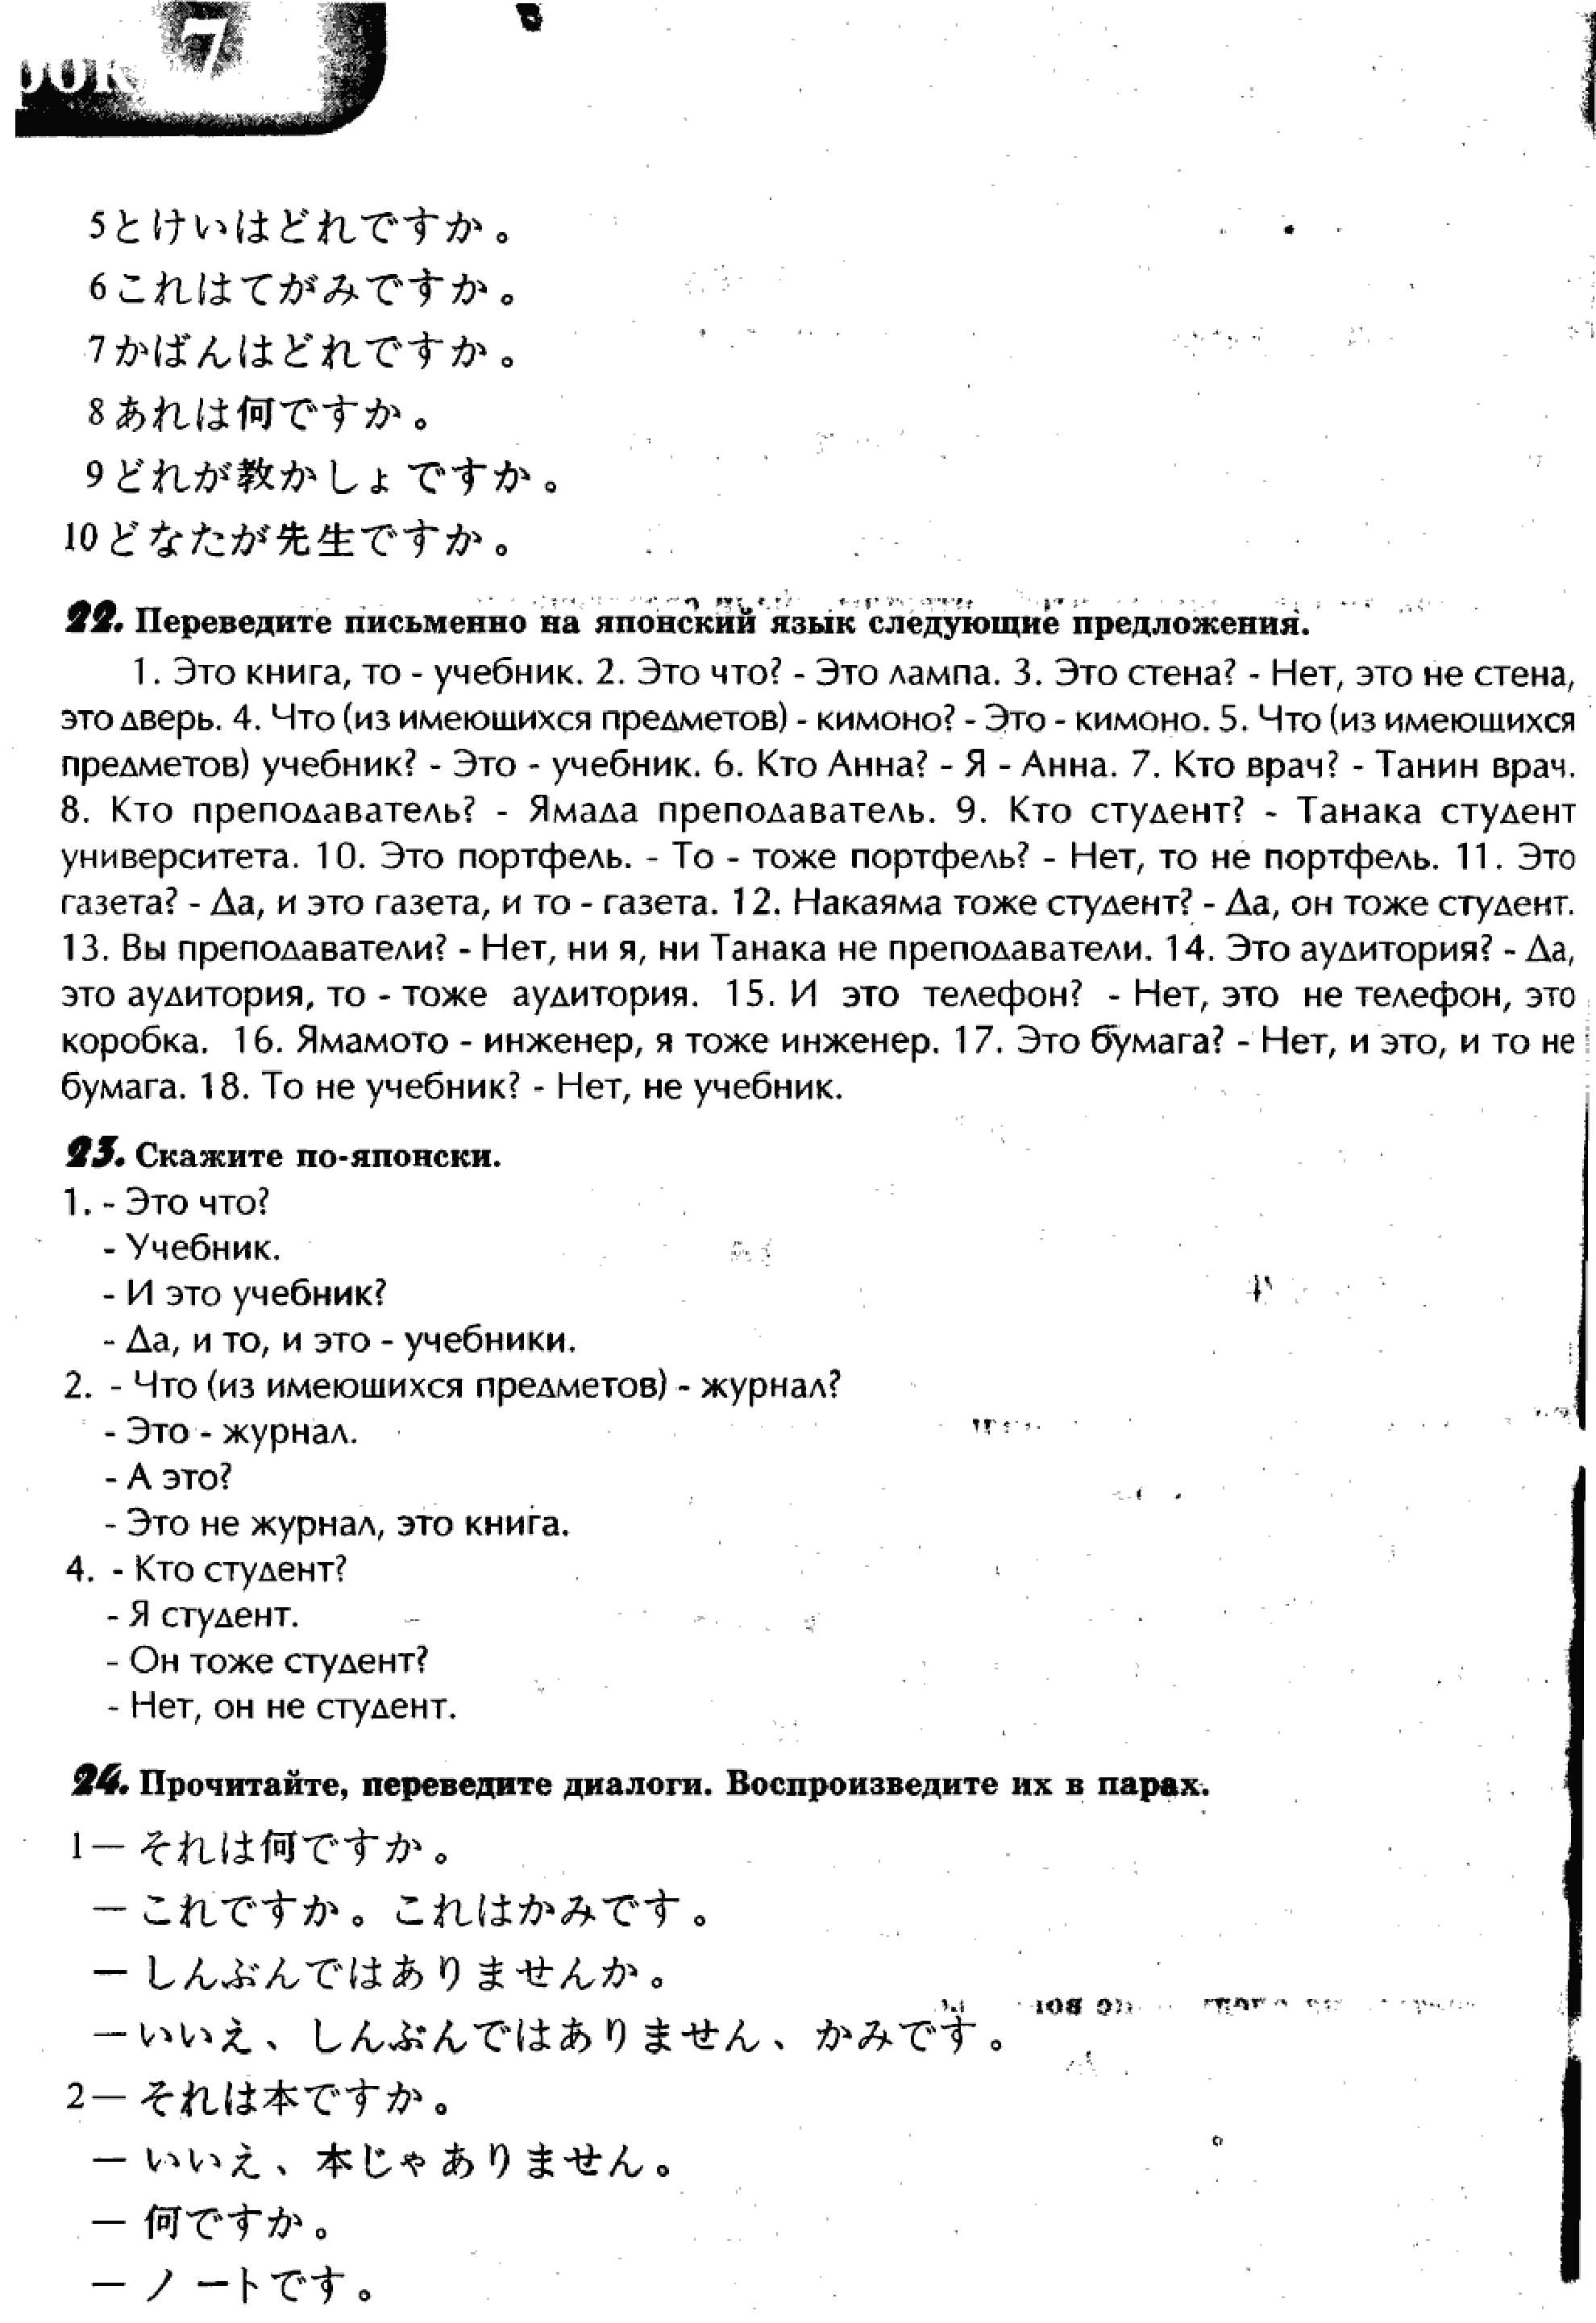 7
5とけいはどれですか。
6これはてがみですか。
7かばんはどれですか。
8あれは何ですか。
9どれが教かしょですか。
10どなたが先生ですか。
22. Переведите письменно на японский язык следующие предложения.
1. Это книга, то - учебник. 2. Это что? - Это лампа. 3. Это стена? - Нет, это не стена,
это дверь. 4. Что (из имеющихся предметов) - кимоно? - Это - кимоно. 5. Что (из имеющихся
предметов) учебник? - Это - учебник. 6. Кто Анна? - Я - Анна. 7. Кто врач? - Танин врач.
8. Кто преподаватель? - Ямада преподаватель. 9. Кто студент? - Танака студент
университета. 10. Это портфель. - То - тоже портфель? - Нет, то не портфель. 11. Это
газета? - Да, и это газета, и то - газета. 12. Накаяма тоже студент? - Да, он тоже студент.
13. Вы преподаватели? - Нет, ни я, ни Танака не преподаватели. 14. Это аудитория? - Да,
это аудитория, то - тоже аудитория. 15. И это телефон? - Нет, это не телефон, это
коробка. 16. Ямамото - инженер, я тоже инженер. 17. Это бумага? - Нет, и это, и то не
бумага. 18. То не учебник? - Нет, не учебник.
23. Скажите по-японски.
1. - Это что?
- Учебник.
- И это учебник?
- Да, и то, и это - учебники.
2. - Что (из имеющихся предметов) - журнал?
- Это - журнал.
- А это?
- Это не журнал, это книга.
4. - Кто студент?
- Я студент.
- Он тоже студент?
- Нет, он не студент.
24. Прочитайте, переведите диалоги. Воспроизведите их в парах.
1— それは何ですか。
— これですか。これはかみです。
— しんぶんではありませんか。
—いいえ、しんぶんではありません、かみです。
2— それは本ですか。
— いいえ、本じゃありません。
— 何ですか。
— ノートです。